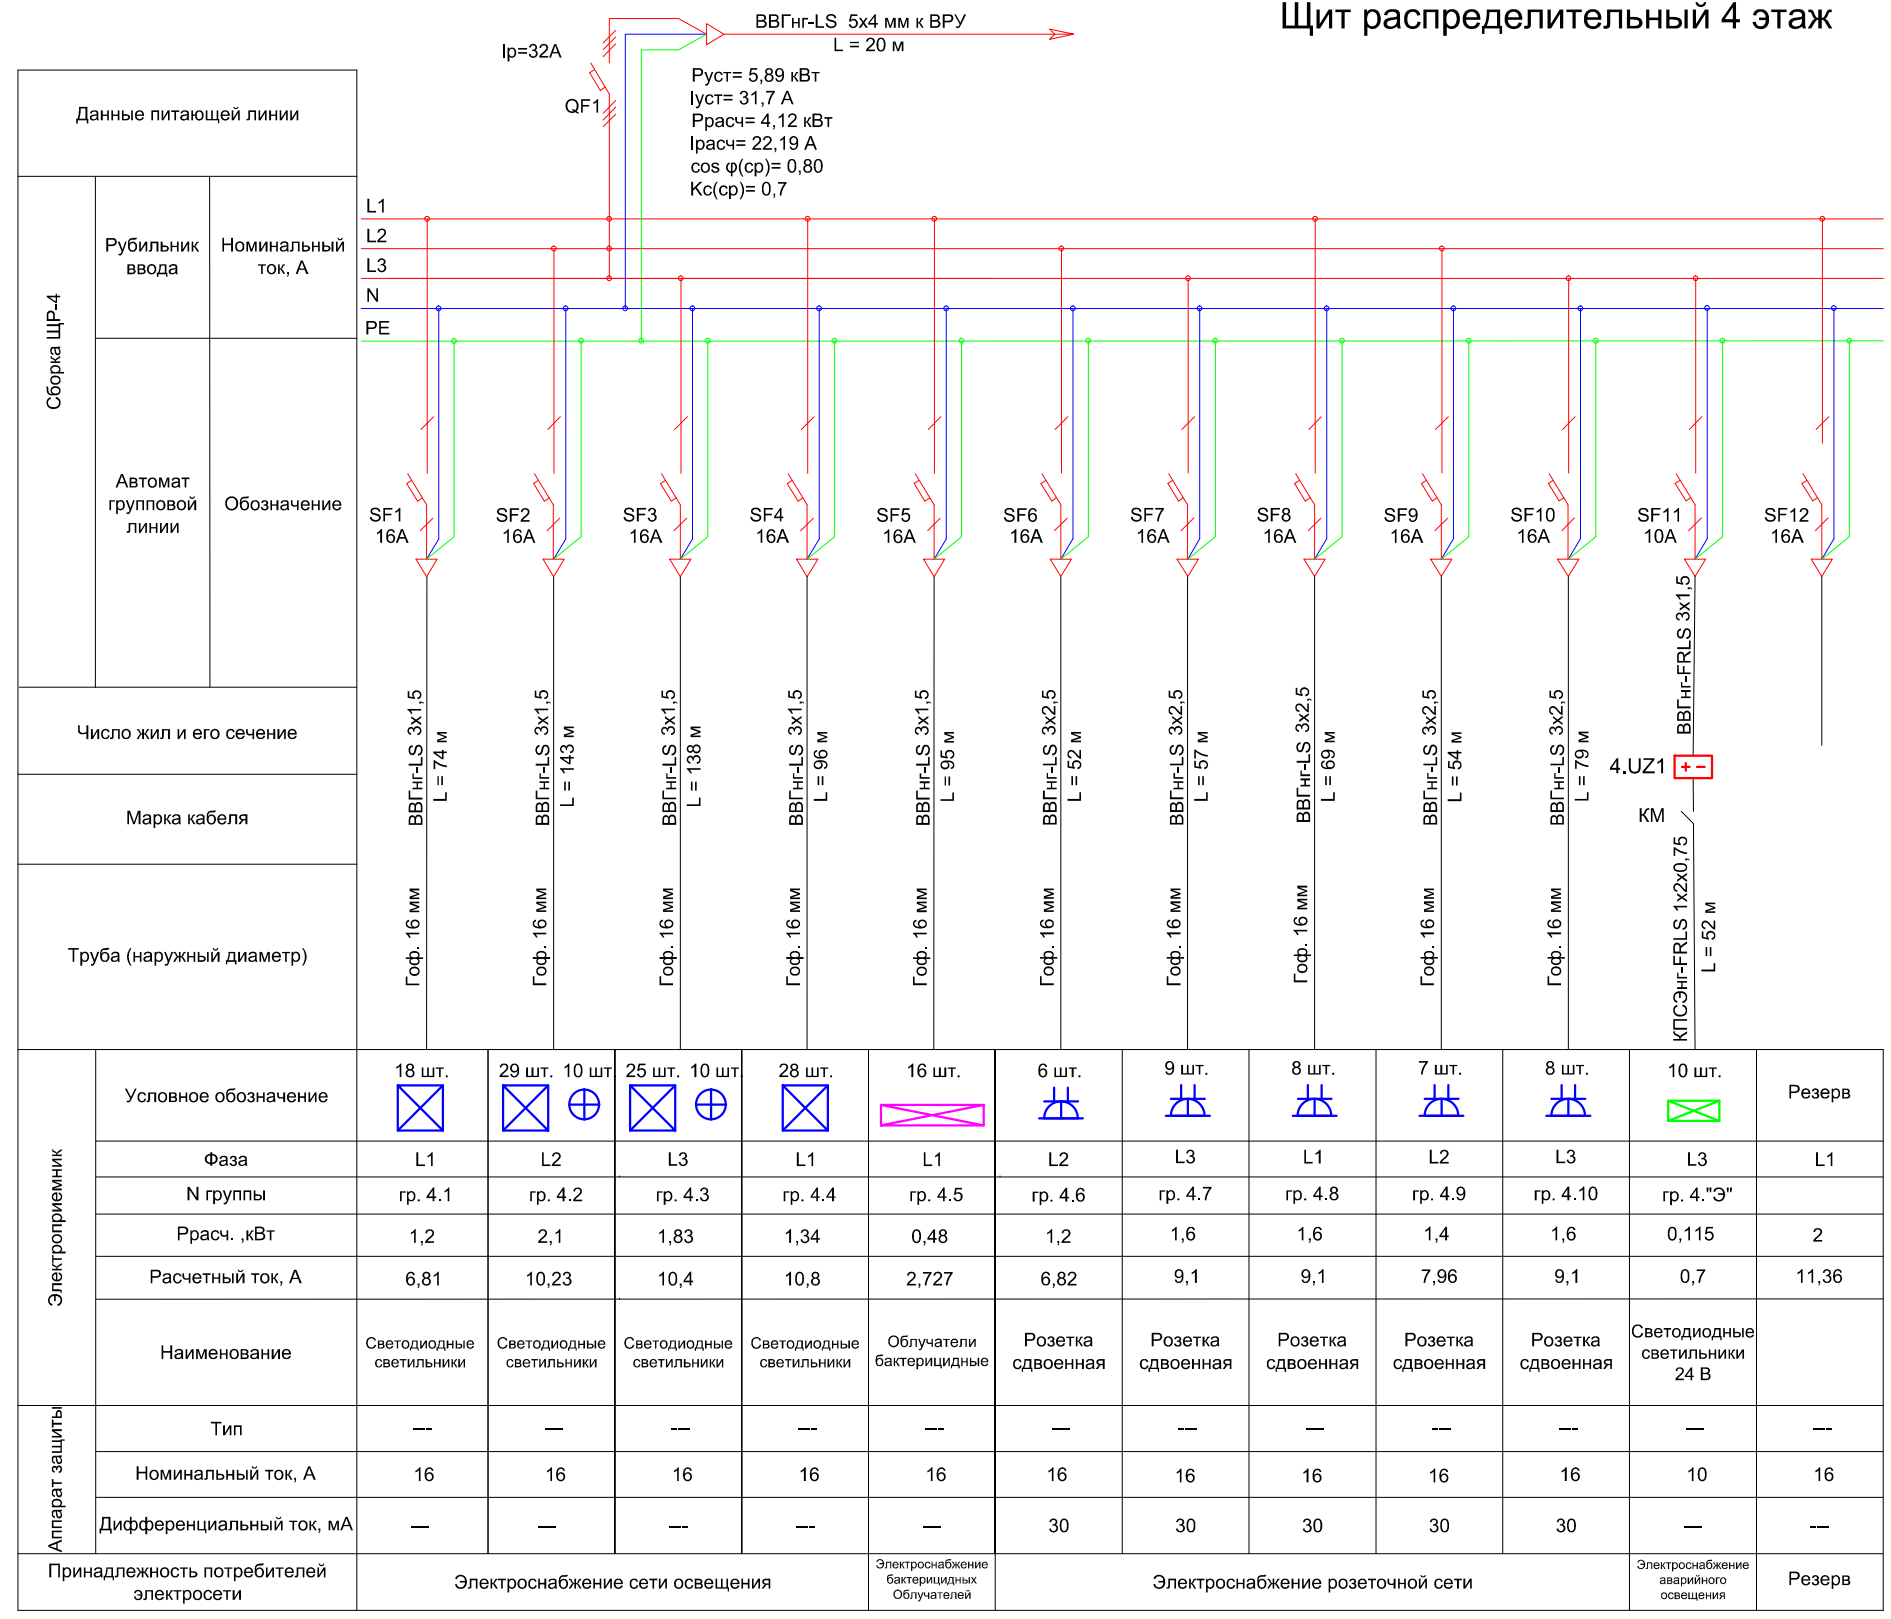 Щит распределительный 4 этаж
ВВГнг-LS 5х4 мм к ВРУ
L = 20 м
Iр=32А
QF1
Руст= 5,89 кВт
Iуст= 31,7 А
Ррасч= 4,12 кВт
Iрасч= 22,19 А
cos φ(ср)= 0,80
Кс(ср)= 0,7
Данные питающей линии
Сборка ЩР-4
Рубильник
ввода
Номинальный
ток, А
L1
L2
L3
N
PE
Автомат
групповой
линии
Обозначение
SF1
16А
SF2
16А
SF3
16А
SF4
16А
SF5
16А
SF6
16А
SF7
16А
SF8
16А
SF9
16А
SF10
16А
SF11
10А
SF12
16А
Число жил и его сечение
Марка кабеля
Труба (наружный диаметр)
ВВГнг-LS 3х1,5
L = 74 м
Гоф. 16 мм
ВВГнг-LS 3х1,5
L = 143 м
Гоф. 16 мм
ВВГнг-LS 3х1,5
L = 138 м
Гоф. 16 мм
ВВГнг-LS 3х1,5
L = 96 м
Гоф. 16 мм
ВВГнг-LS 3х1,5
L = 95 м
Гоф. 16 мм
ВВГнг-LS 3х2,5
L = 52 м
Гоф. 16 мм
ВВГнг-LS 3х2,5
L = 57 м
Гоф. 16 мм
ВВГнг-LS 3х2,5
L = 69 м
Гоф. 16 мм
ВВГнг-LS 3х2,5
L = 54 м
Гоф. 16 мм
ВВГнг-LS 3х2,5
L = 79 м
Гоф. 16 мм
ВВГнг-FRLS 3х1,5
4.UZ1
+ –
КМ
КПСЭнг-FRLS 1х2х0,75
L = 52 м
Электроприемник
Условное обозначение
18 шт.
29 шт. 10 шт.
25 шт. 10 шт.
28 шт.
16 шт.
6 шт.
9 шт.
8 шт.
7 шт.
8 шт.
10 шт.
Резерв
Фаза L1 L2 L3 L1 L1 L2 L3 L1 L2 L3 L3 L1
N группы гр. 4.1 гр. 4.2 гр. 4.3 гр. 4.4 гр. 4.5 гр. 4.6 гр. 4.7 гр. 4.8 гр. 4.9 гр. 4.10 гр. 4."Э"
Ррасч. ,кВт 1,2 2,1 1,83 1,34 0,48 1,2 1,6 1,6 1,4 1,6 0,115 2
Расчетный ток, А 6,81 10,23 10,4 10,8 2,727 6,82 9,1 9,1 7,96 9,1 0,7 11,36
Наименование
Светодиодные
светильники
Светодиодные
светильники
Светодиодные
светильники
Светодиодные
светильники
Облучатели
бактерицидные
Розетка
сдвоенная
Розетка
сдвоенная
Розетка
сдвоенная
Розетка
сдвоенная
Розетка
сдвоенная
Светодиодные
светильники
24 В
Аппарат защиты
Тип –-- — –-- –-- –-- — –-- — –-- — — –--
Номинальный ток, А 16 16 16 16 16 16 16 16 16 16 10 16
Дифференциальный ток, мА — — –-- –-- — 30 30 30 30 30 — –--
Принадлежность потребителей
электросети
Электроснабжение сети освещения
Электроснабжение
бактерицидных
Облучателей
Электроснабжение розеточной сети
Электроснабжение
аварийного
освещения
Резерв